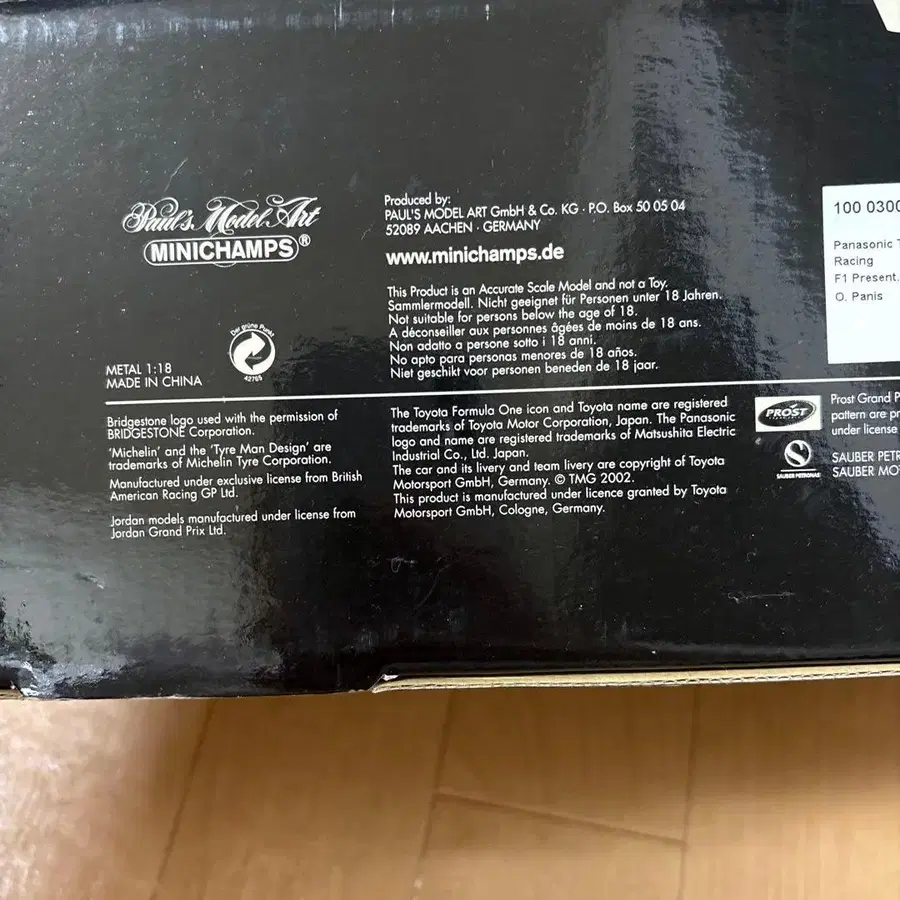 Paul's Model Art
MINICHAMPS®
Der grüne Punkt
42765
METAL 1:18
MADE IN CHINA
Produced by:
PAUL'S MODEL ART GmbH & Co. KG · P.O. Box 50 05 04
52089 AACHEN · GERMANY
www.minichamps.de
This Product is an Accurate Scale Model and not a Toy.
Sammlermodell. Nicht geeignet für Personen unter 18 Jahren.
Not suitable for persons below the age of 18.
A déconseiller aux personnes âgées de moins de 18 ans.
Non adatto a persone sotto i 18 anni.
No apto para personas menores de 18 años.
Niet geschikt voor personen beneden de 18 jaar.
100 0300
Panasonic T
Racing
F1 Present.
O. Panis
Bridgestone logo used with the permission of
BRIDGESTONE Corporation.
'Michelin' and the 'Tyre Man Design' are
trademarks of Michelin Tyre Corporation.
Manufactured under exclusive license from British
American Racing GP Ltd.
Jordan models manufactured under license from
Jordan Grand Prix Ltd.
The Toyota Formula One icon and Toyota name are registered
trademarks of Toyota Motor Corporation, Japan. The Panasonic
logo and name are registered trademarks of Matsushita Electric
Industrial Co., Ltd. Japan.
The car and its livery and team livery are copyright of Toyota
Motorsport GmbH, Germany. © TMG 2002.
This product is manufactured under licence granted by Toyota
Motorsport GmbH, Cologne, Germany.
PROST
Prost Grand P
pattern are pr
under license
SAUBER PETRONAS
SAUBER PETR
SAUBER MO